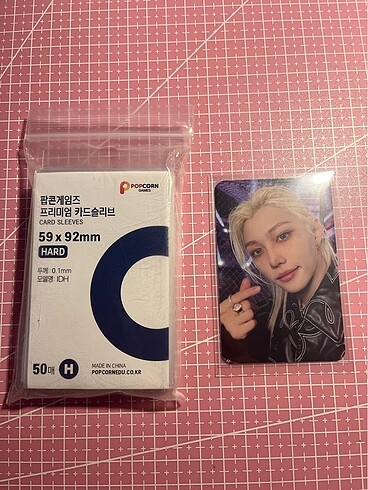 POPCORN
GAMES
팝콘게임즈
프리미엄 카드슬리브
CARD SLEEVES
59 x 92mm
HARD
두께: 0.1mm
모델명: IDH
50매 H
MADE IN CHINA
POPCORNEDU.CO.KR